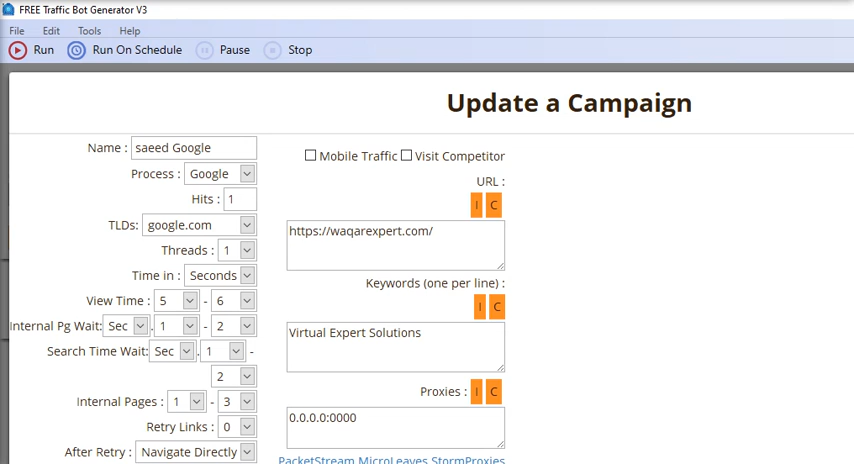 FREE Traffic Bot Generator V3
File Edit Tools Help
Run Run On Schedule Pause Stop
Update a Campaign
Name : saeed Google
Process : Google
Hits : 1
TLDs: google.com
Threads : 1
Time in : Seconds
View Time : 5 - 6
Internal Pg Wait: Sec . 1 - 2
Search Time Wait: Sec . 1 -
2
Internal Pages : 1 - 3
Retry Links : 0
After Retry : Navigate Directly
Mobile Traffic Visit Competitor
URL :
I C
https://waqarexpert.com/
Keywords (one per line) :
I C
Virtual Expert Solutions
Proxies : I C
0.0.0.0:0000
PacketStream MicroLeaves StormProxies